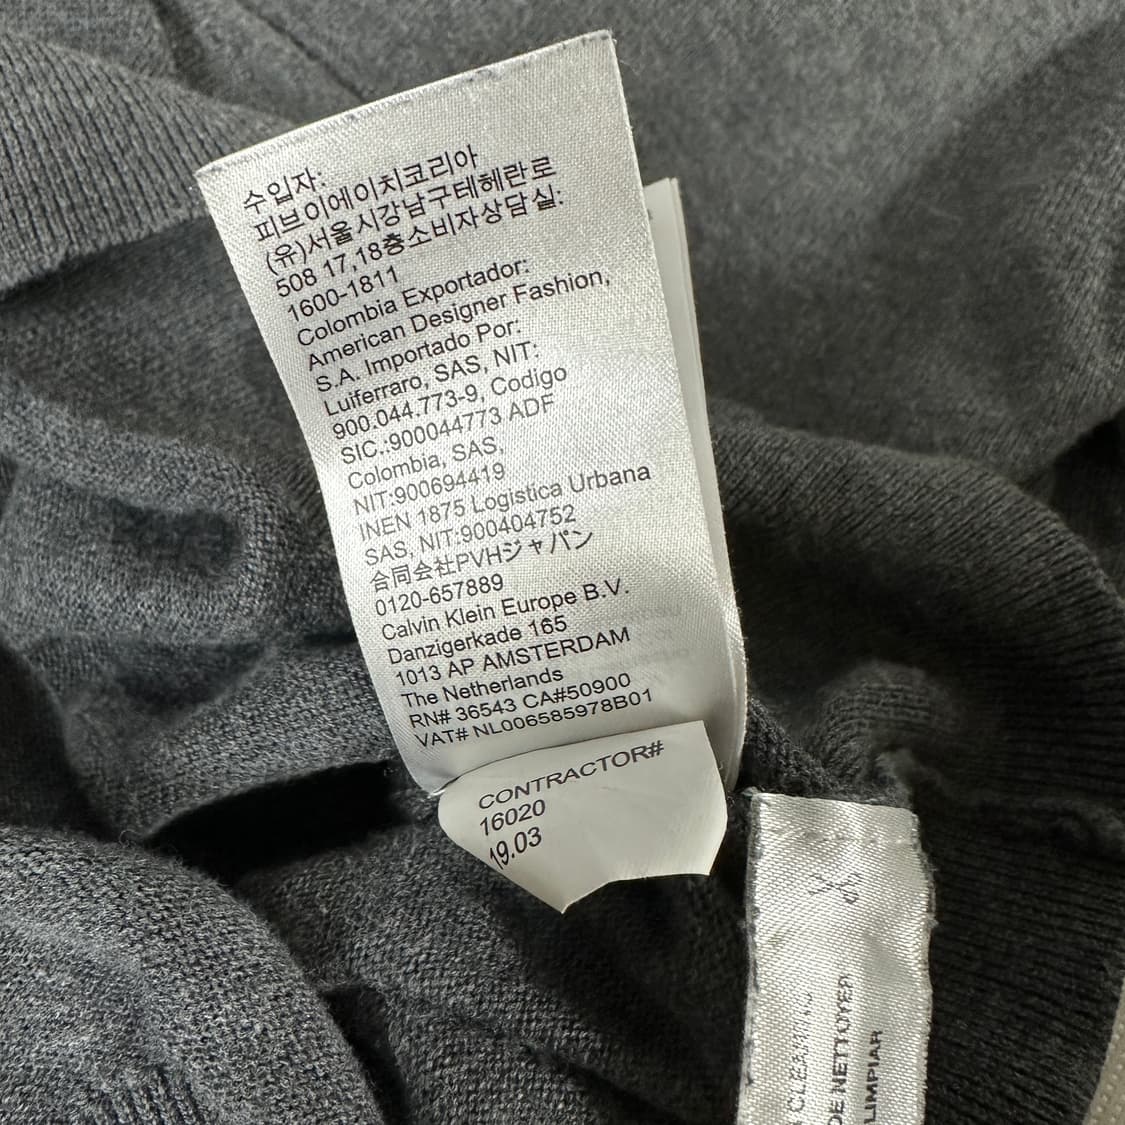 수입자:
피브이에이치코리아
(유)서울시강남구테헤란로
508 17,18층소비자상담실:
1600-1811
Colombia Exportador:
American Designer Fashion,
S.A. Importado Por:
Luiferraro, SAS, NIT:
900.044.773-9, Codigo
SIC.:900044773 ADF
Colombia, SAS,
NIT:900694419
INEN 1875 Logistica Urbana
SAS, NIT:900404752
合同会社PVHジャパン
0120-657889
Calvin Klein Europe B.V.
Danzigerkade 165
1013 AP AMSTERDAM
The Netherlands
RN# 36543 CA#50900
VAT# NL006585978B01
CONTRACTOR#
16020
19.03
DE NETTOYER
LIMPIAR